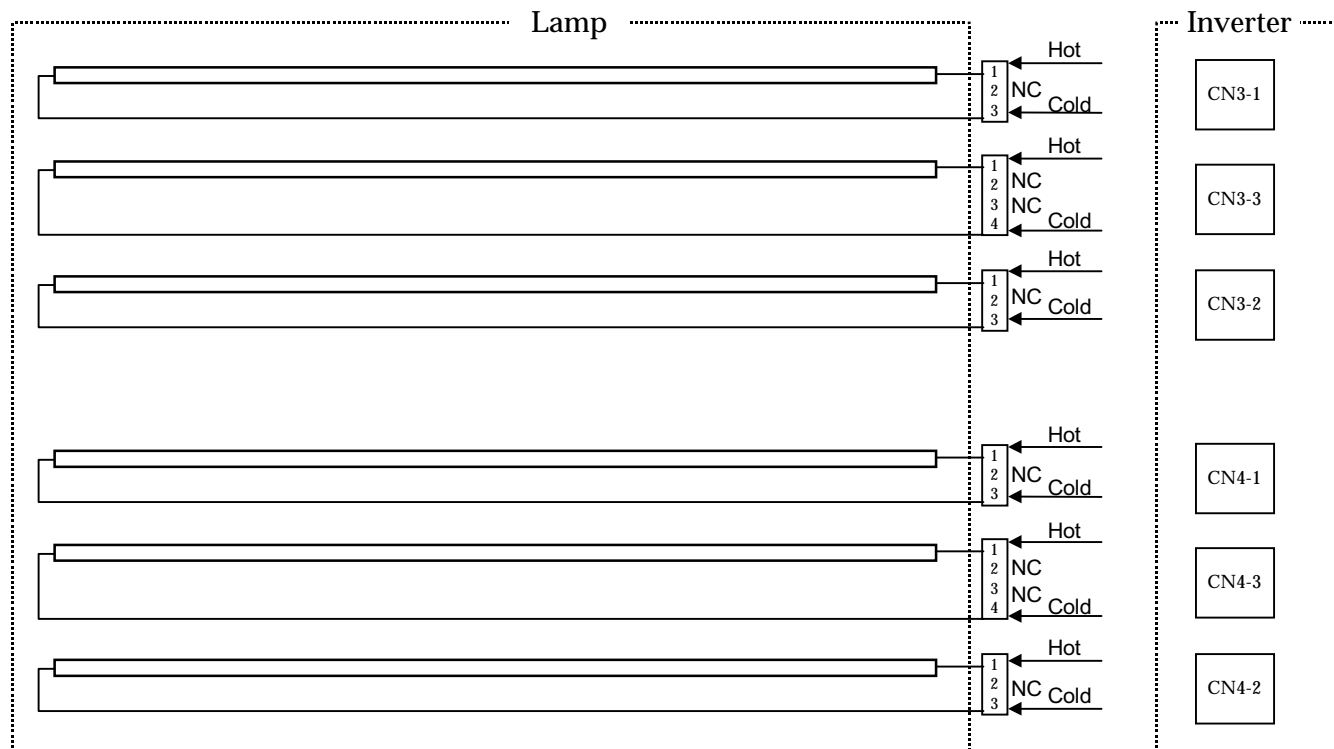 Lamp
Inverter
Hot
1
2 NC
3 Cold
CN3-1
Hot
1
2 NC
3 NC
4 Cold
CN3-3
Hot
1
2 NC
3 Cold
CN3-2
Hot
1
2 NC
3 Cold
CN4-1
Hot
1
2 NC
3 NC
4 Cold
CN4-3
Hot
1
2 NC
3 Cold
CN4-2